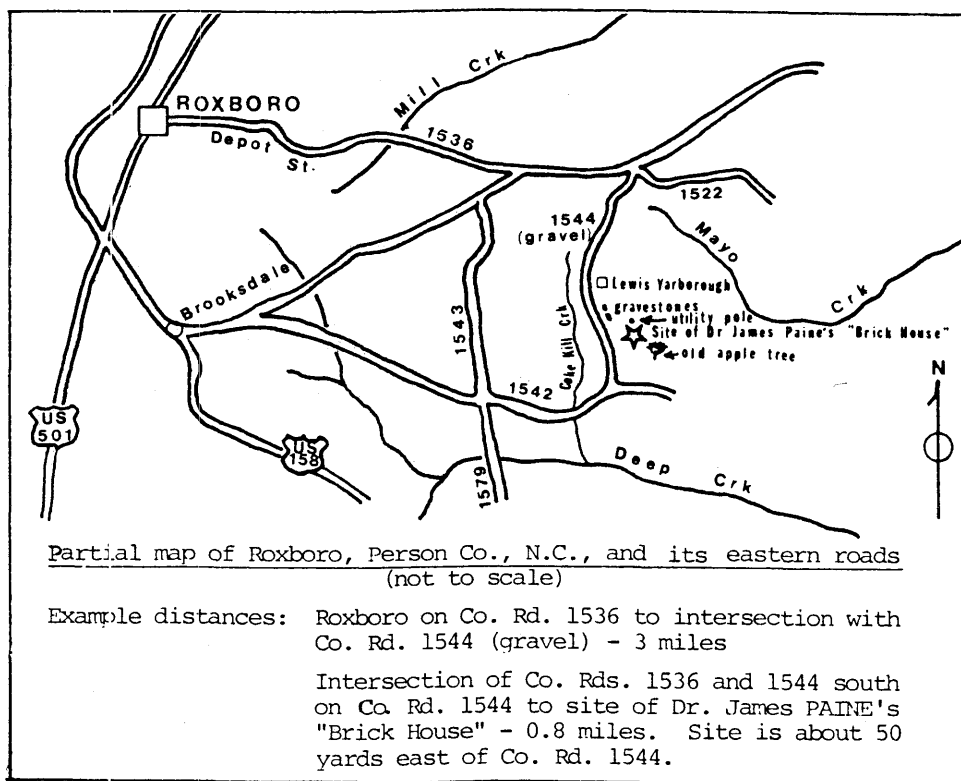 ROXBORO
Depot St.
Mill Crk
1536
1522
1544
(gravel)
Mayo Crk
Brooksdale
Lewis Yarborough
gravestones
utility pole
Site of Dr James Paine's "Brick House"
old apple tree
1543
Coke Kill Crk
1542
N
US
501
US
158
1579
Deep Crk
Partial map of Roxboro, Person Co., N.C., and its eastern roads
(not to scale)
Example distances: Roxboro on Co. Rd. 1536 to intersection with
Co. Rd. 1544 (gravel) - 3 miles
Intersection of Co. Rds. 1536 and 1544 south
on Co. Rd. 1544 to site of Dr. James PAINE's
"Brick House" - 0.8 miles. Site is about 50
yards east of Co. Rd. 1544.